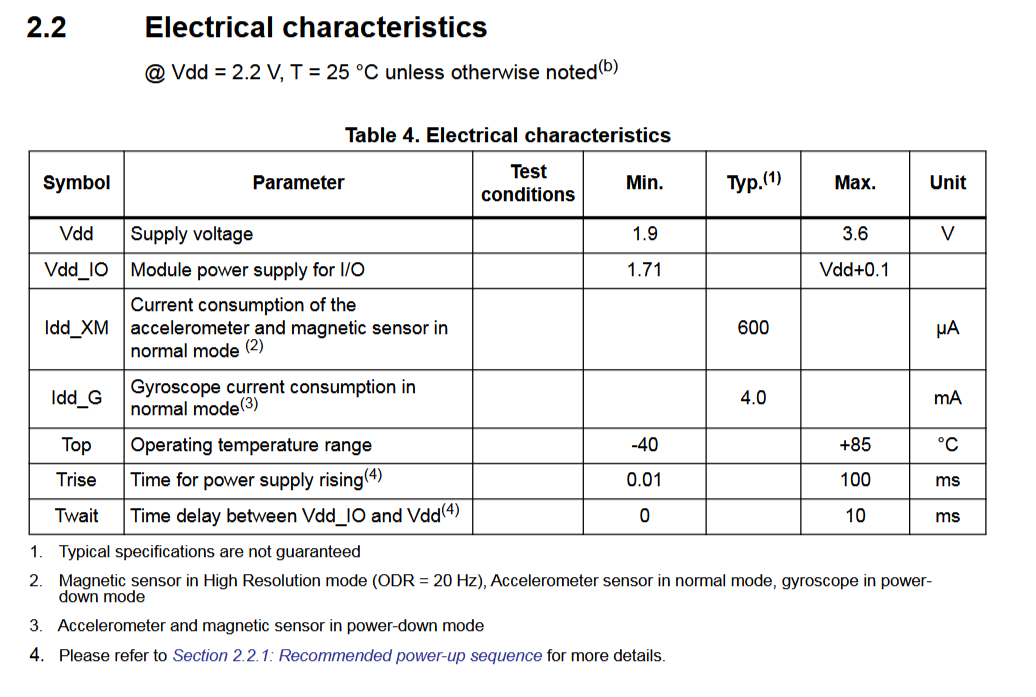 2.2 Electrical characteristics
@ Vdd = 2.2 V, T = 25 °C unless otherwise noted(b)
Table 4. Electrical characteristics
Symbol Parameter Test conditions Min. Typ.(1) Max. Unit
Vdd Supply voltage 1.9 3.6 V
Vdd_IO Module power supply for I/O 1.71 Vdd+0.1
Idd_XM Current consumption of the accelerometer and magnetic sensor in normal mode (2) 600 µA
Idd_G Gyroscope current consumption in normal mode(3) 4.0 mA
Top Operating temperature range -40 +85 °C
Trise Time for power supply rising(4) 0.01 100 ms
Twait Time delay between Vdd_IO and Vdd(4) 0 10 ms
1. Typical specifications are not guaranteed
2. Magnetic sensor in High Resolution mode (ODR = 20 Hz), Accelerometer sensor in normal mode, gyroscope in power-
down mode
3. Accelerometer and magnetic sensor in power-down mode
4. Please refer to Section 2.2.1: Recommended power-up sequence for more details.